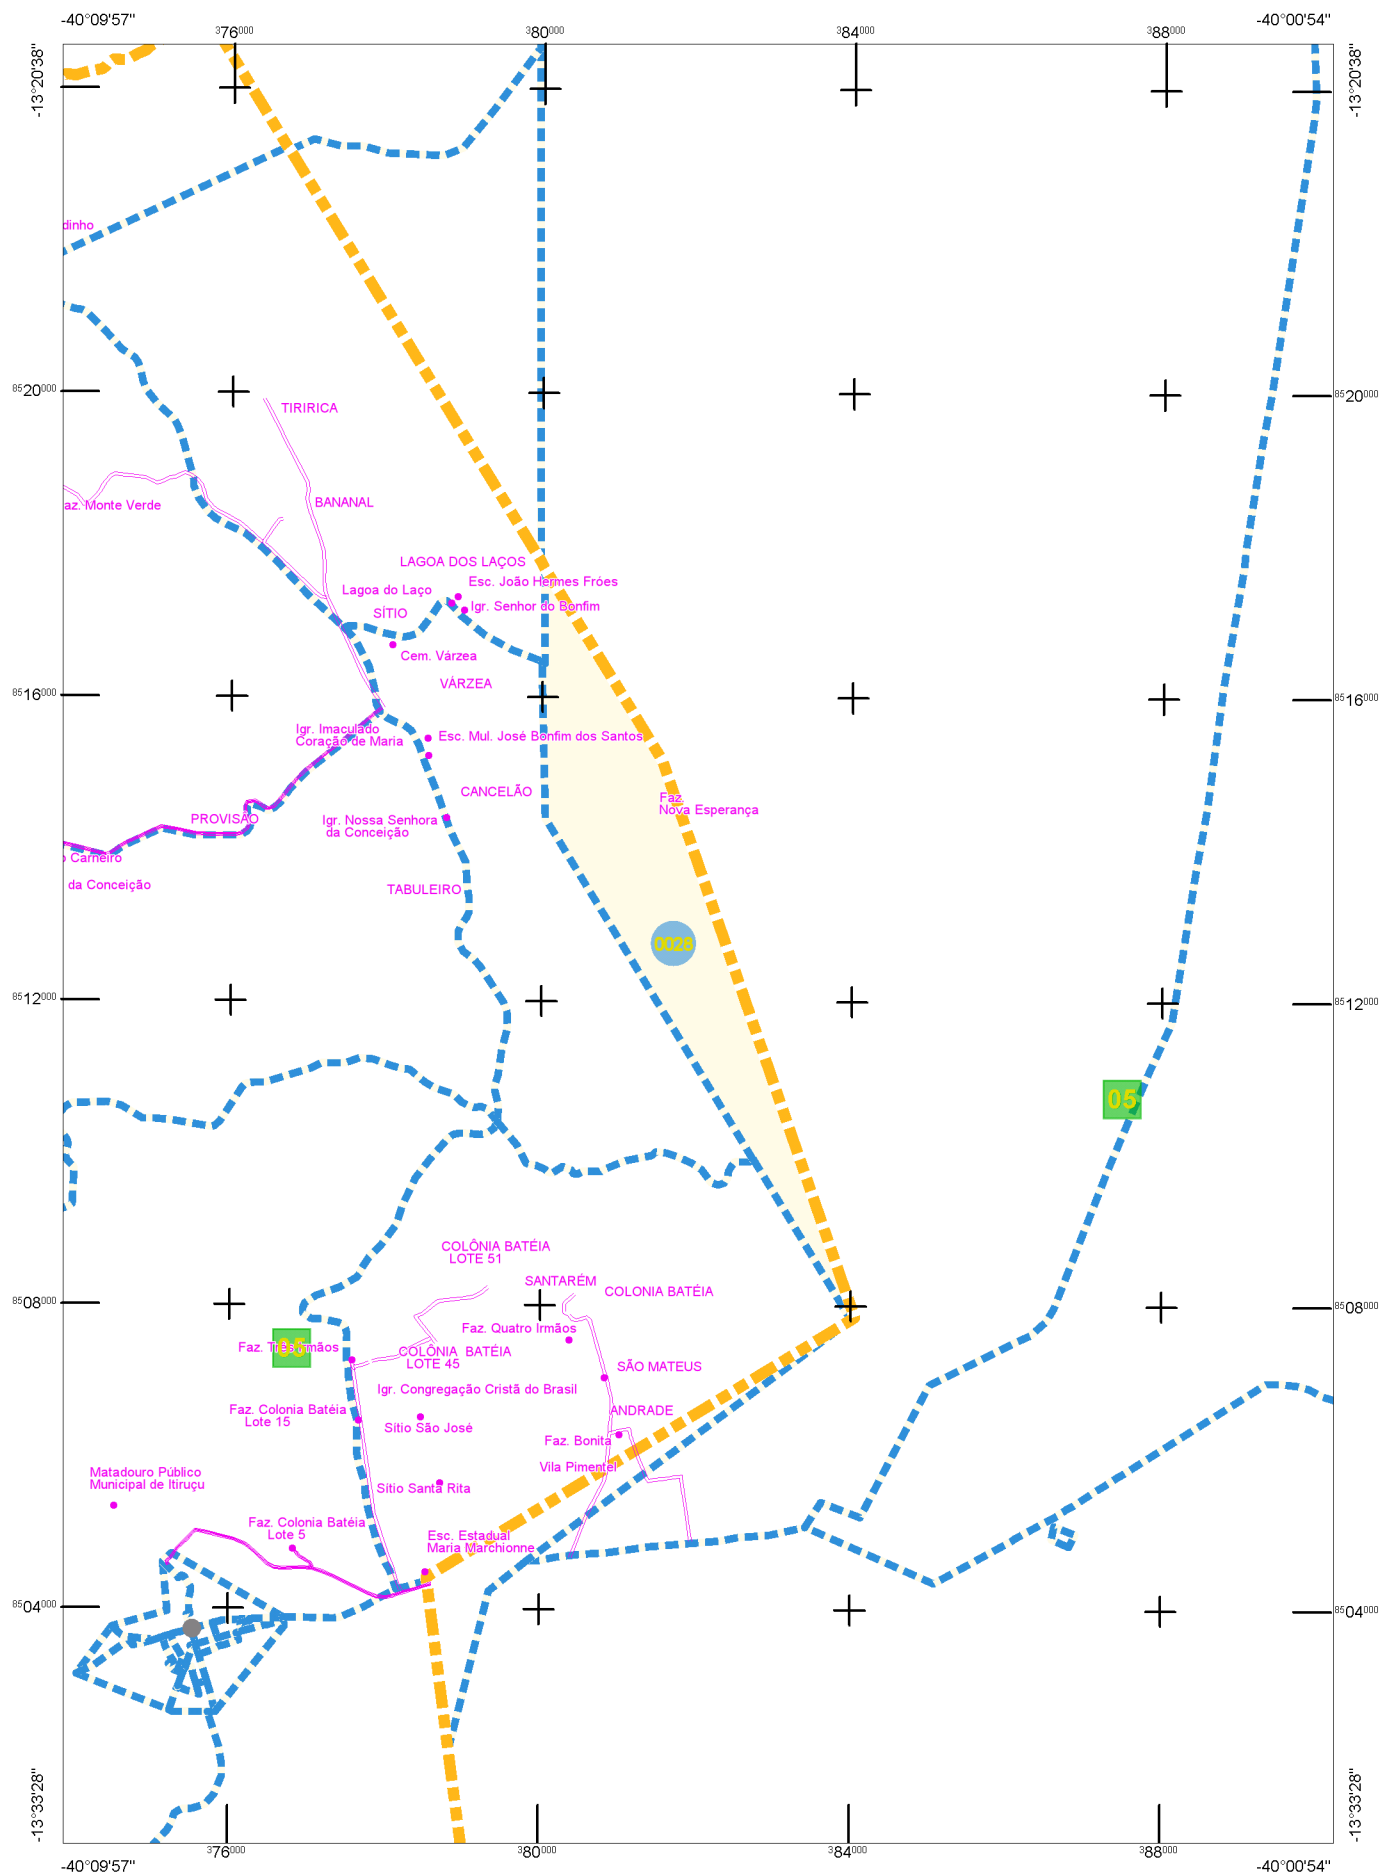 -40°09'57"
-40°00'54"
376000
380000
384000
388000
-13°20'38"
-13°20'38"
dinho
8520000
8520000
TIRIRICA
az. Monte Verde
BANANAL
LAGOA DOS LAÇOS
Esc. João Hermes Fróes
Lagoa do Laço
Igr. Senhor do Bonfim
SÍTIO
Cem. Várzea
VÁRZEA
8516000
8516000
Igr. Imaculado
Coração de Maria
Esc. Mul. José Bonfim dos Santos
CANCELÃO
Faz.
Nova Esperança
PROVISÃO
Igr. Nossa Senhora
da Conceição
o Carneiro
da Conceição
TABULEIRO
0028
8512000
8512000
05
COLÔNIA BATÉIA
LOTE 51
SANTARÉM
COLONIA BATÉIA
8508000
8508000
Faz. Quatro Irmãos
Faz. Três Irmãos
05
COLÔNIA BATÉIA
LOTE 45
SÃO MATEUS
Igr. Congregação Cristã do Brasil
Faz. Colonia Batéia
Lote 15
ANDRADE
Sítio São José
Faz. Bonita
Vila Pimentel
Matadouro Público
Municipal de Itiruçu
Sítio Santa Rita
Faz. Colonia Batéia
Lote 5
Esc. Estadual
Maria Marchionne
8504000
8504000
-13°33'28"
-13°33'28"
376000
380000
384000
388000
-40°09'57"
-40°00'54"